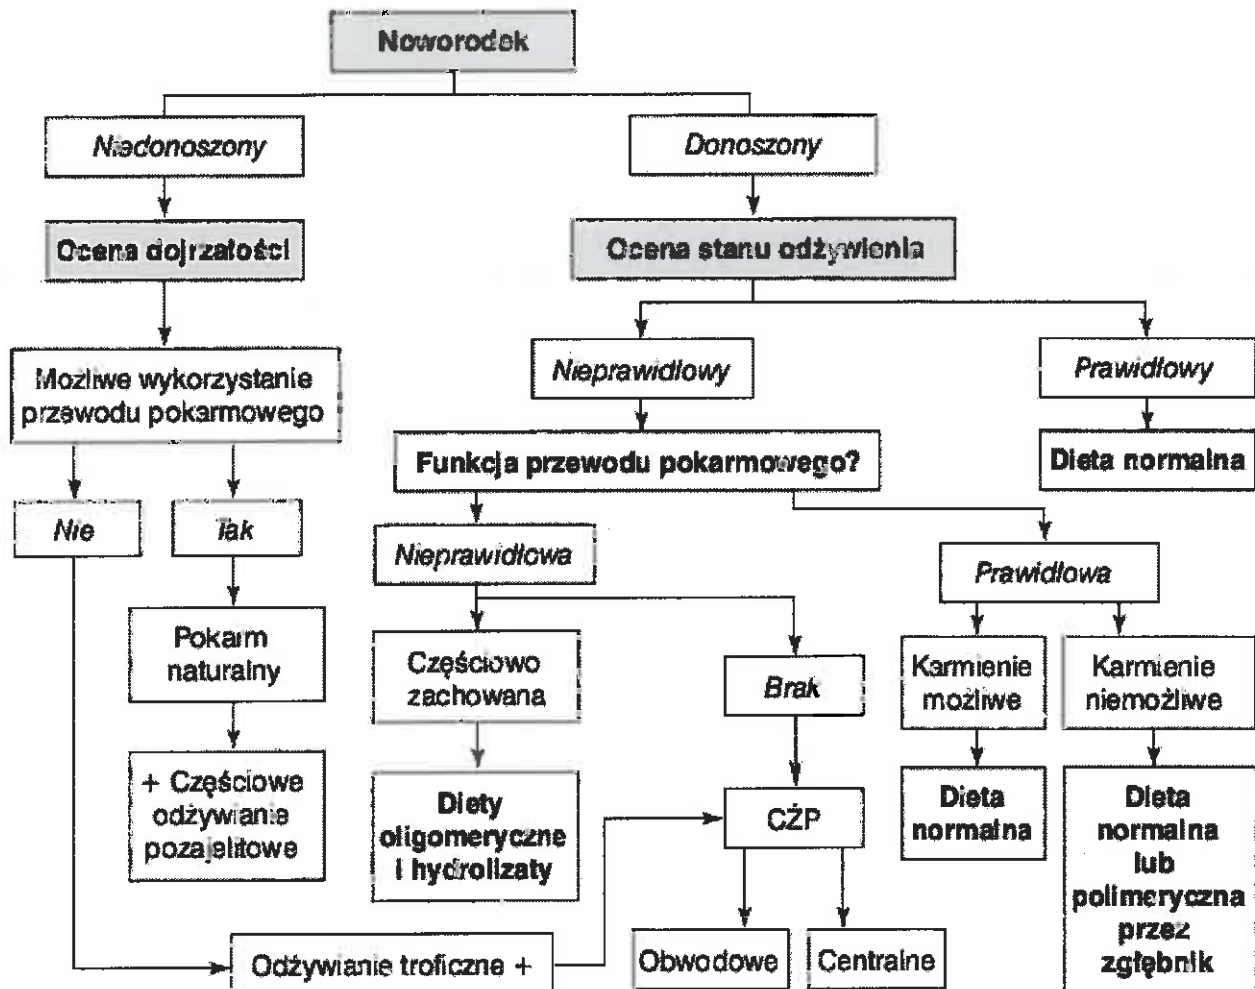 Noworodek
Niedonoszony
Donoszony
Ocena dojrzałości
Ocena stanu odżywienia
Możliwe wykorzystanie
przewodu pokarmowego
Nieprawidłowy
Prawidłowy
Funkcja przewodu pokarmowego?
Dieta normalna
Nie
Tak
Nieprawidłowa
Prawidłowa
Pokarm
naturalny
Częściowo
zachowana
Brak
Karmienie
możliwe
Karmienie
niemożliwe
+ Częściowe
odżywianie
pozajelitowe
Diety
oligomeryczne
i hydrolizaty
CŻP
Dieta
normalna
Dieta
normalna
lub
polimeryczna
przez
zgłębnik
Odżywianie troficzne +
Obwodowe
Centralne